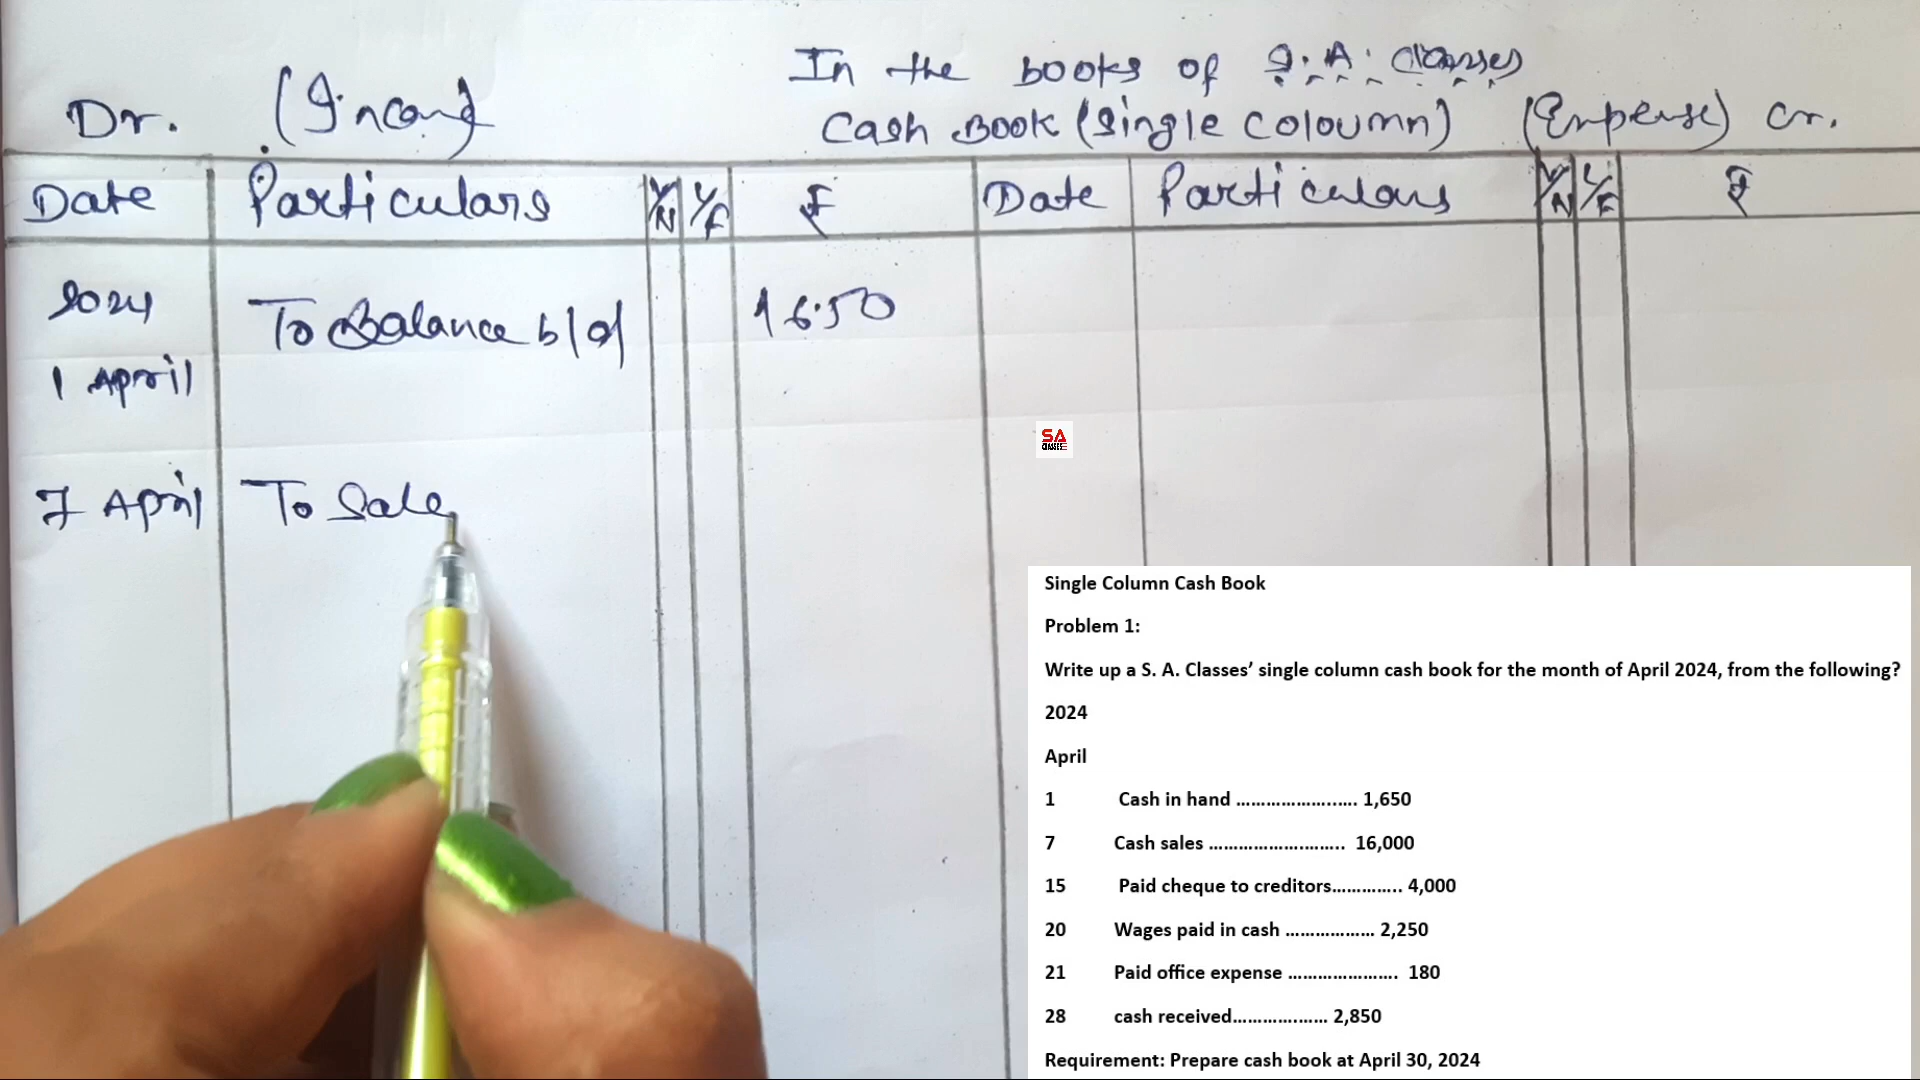 In the books of S. A. Classes
Dr. (Income) Cash Book (Single Coloumn) (Expense) Cr.
Date Particulars V/N L/F ₹ Date Particulars V/N L/F ₹
2024 To Balance b/d 1650
1 April
SA
CLASSES
7 April To Sale
Single Column Cash Book
Problem 1:
Write up a S. A. Classes’ single column cash book for the month of April 2024, from the following?
2024
April
1 Cash in hand ........................ 1,650
7 Cash sales ........................... 16,000
15 Paid cheque to creditors.............. 4,000
20 Wages paid in cash .................. 2,250
21 Paid office expense ..................... 180
28 cash received................... 2,850
Requirement: Prepare cash book at April 30, 2024